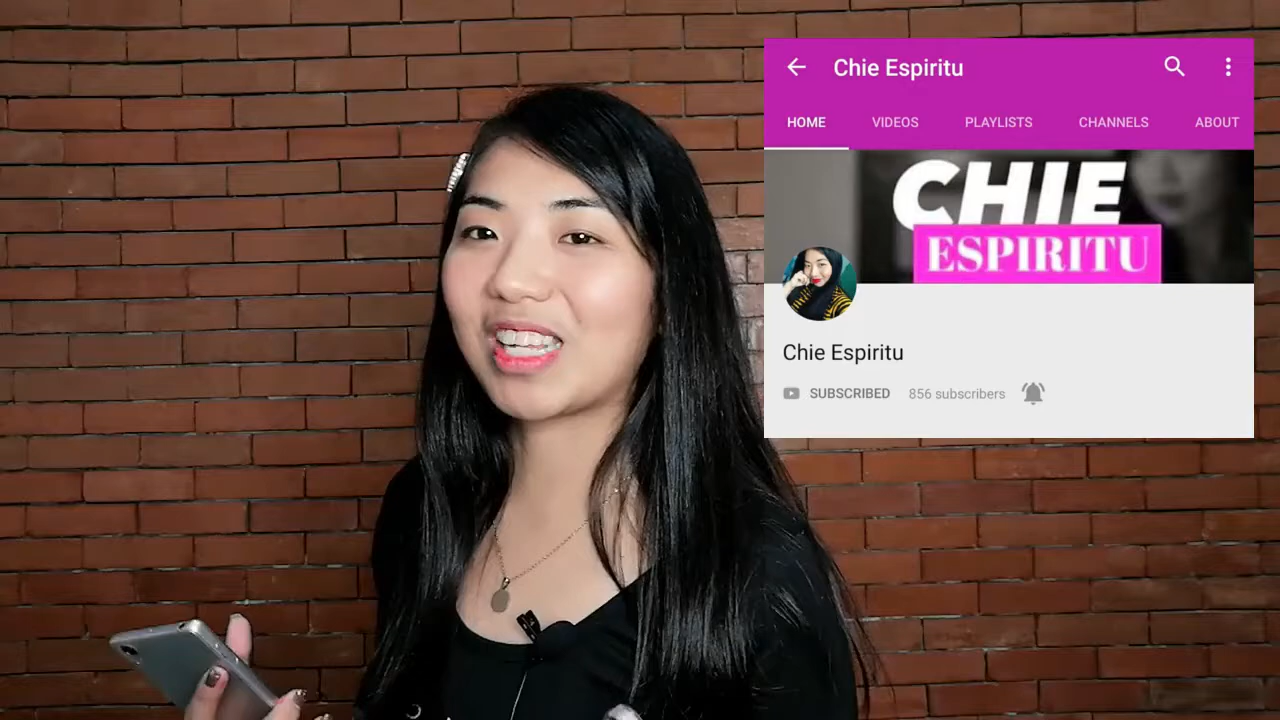 Chie Espiritu
HOME VIDEOS PLAYLISTS CHANNELS ABOUT
CHIE
ESPIRITU
Chie Espiritu
SUBSCRIBED 856 subscribers